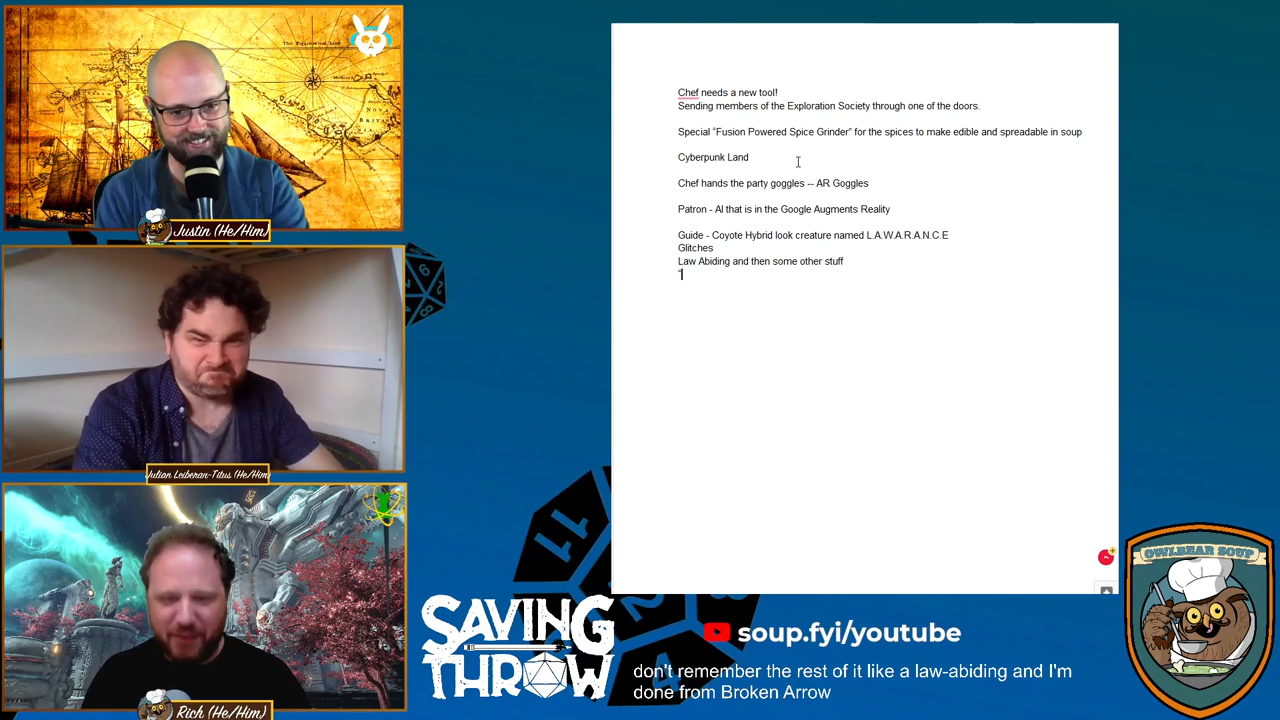 Justin (He/Him)
Julian Leiberan-Titus (He/Him)
Rich (He/Him)
Chef needs a new tool!
Sending members of the Exploration Society through one of the doors.
Special "Fusion Powered Spice Grinder" for the spices to make edible and spreadable in soup
Cyberpunk Land
Chef hands the party goggles -- AR Goggles
Patron - AI that is in the Google Augments Reality
Guide - Coyote Hybrid look creature named L.A.W.A.R.A.N.C.E
Glitches
Law Abiding and then some other stuff
"
11
SAVING
THROW
soup.fyi/youtube
don't remember the rest of it like a law-abiding and I'm
done from Broken Arrow
OWLBEAR SOUP